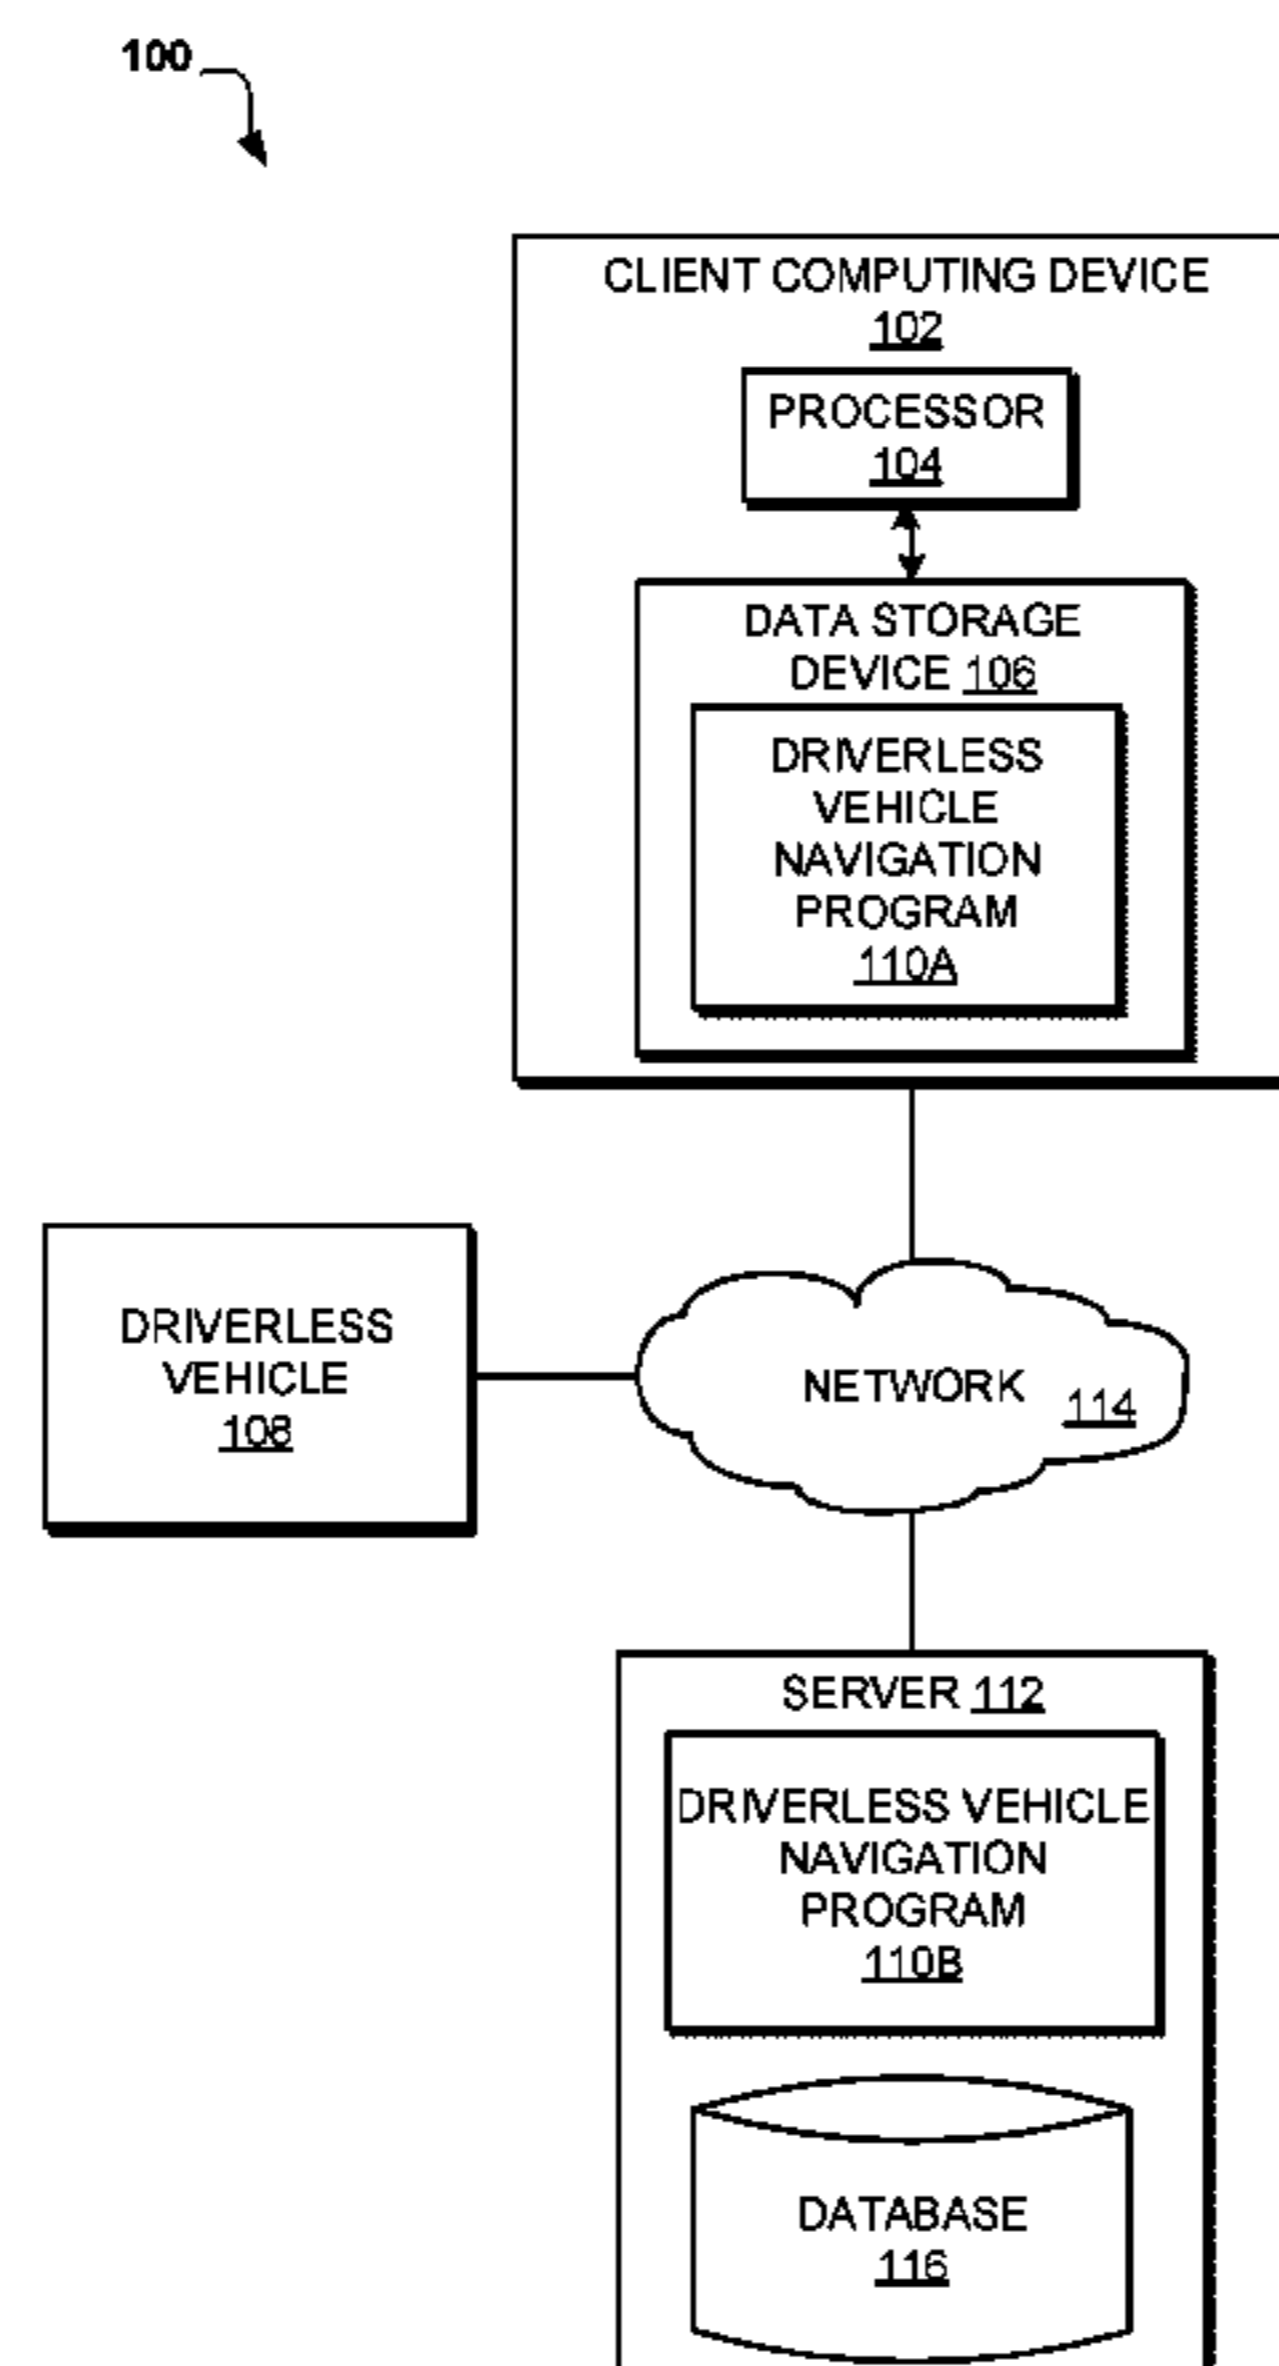 100
CLIENT COMPUTING DEVICE
102
PROCESSOR
104
DATA STORAGE
DEVICE 106
DRIVERLESS
VEHICLE
NAVIGATION
PROGRAM
110A
DRIVERLESS
VEHICLE
108
NETWORK 114
SERVER 112
DRIVERLESS VEHICLE
NAVIGATION
PROGRAM
110B
DATABASE
116